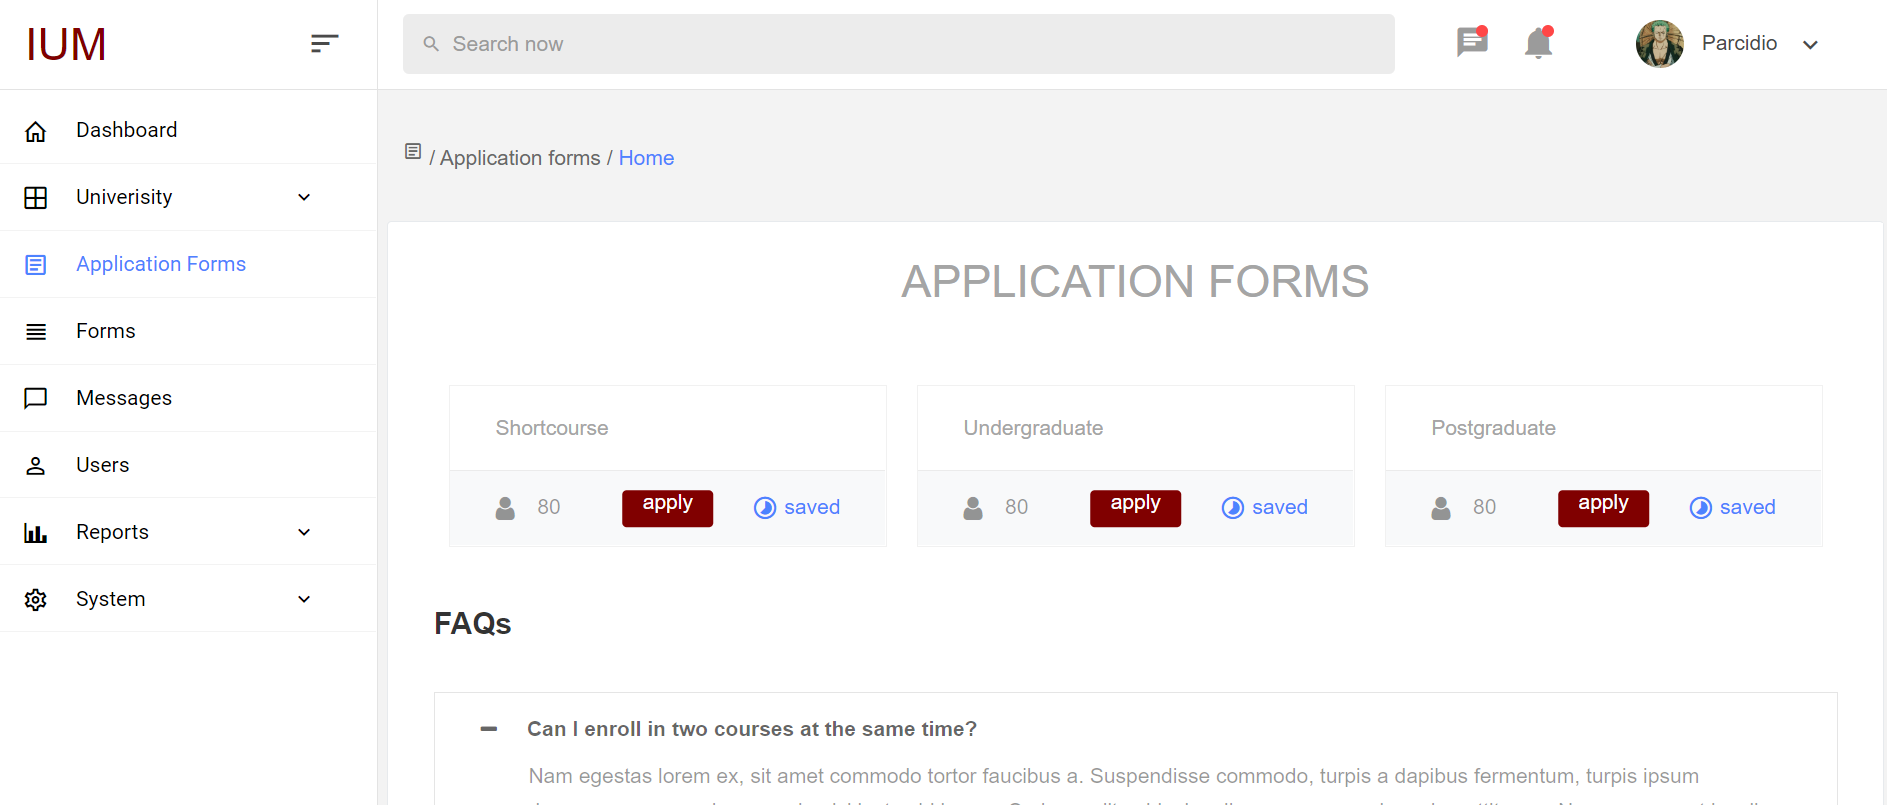 IUM
Search now
Parcidio
Dashboard
Univerisity
Application Forms
Forms
Messages
Users
Reports
System
/ Application forms / Home
APPLICATION FORMS
Shortcourse
80 apply saved
Undergraduate
80 apply saved
Postgraduate
80 apply saved
FAQs
Can I enroll in two courses at the same time?
Nam egestas lorem ex, sit amet commodo tortor faucibus a. Suspendisse commodo, turpis a dapibus fermentum, turpis ipsum